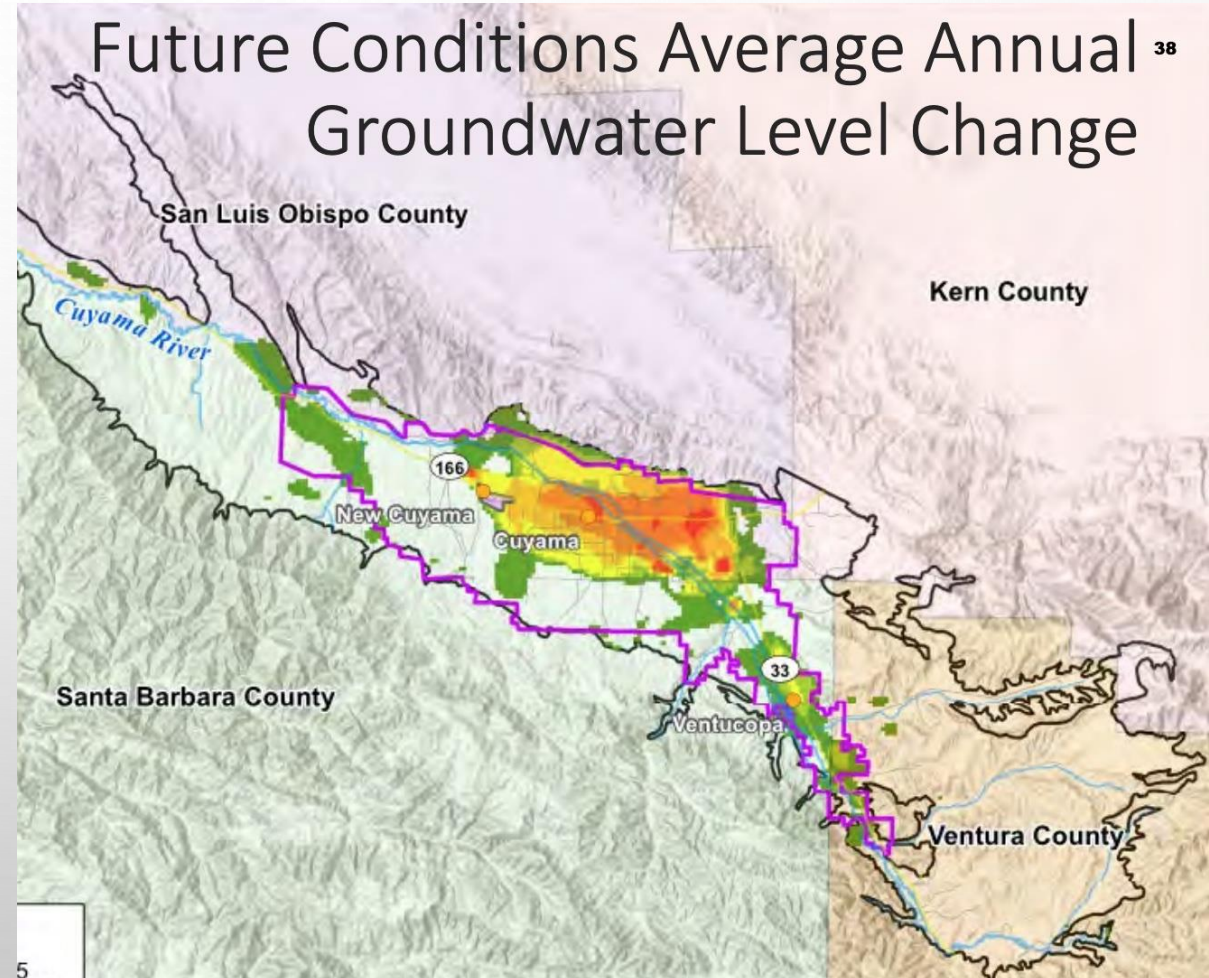 Future Conditions Average Annual
38
Groundwater Level Change
San Luis Obispo County
Kern County
Cuyama River
166
New Cuyama
Cuyama
33
Santa Barbara County
Ventucopa
Ventura County
5